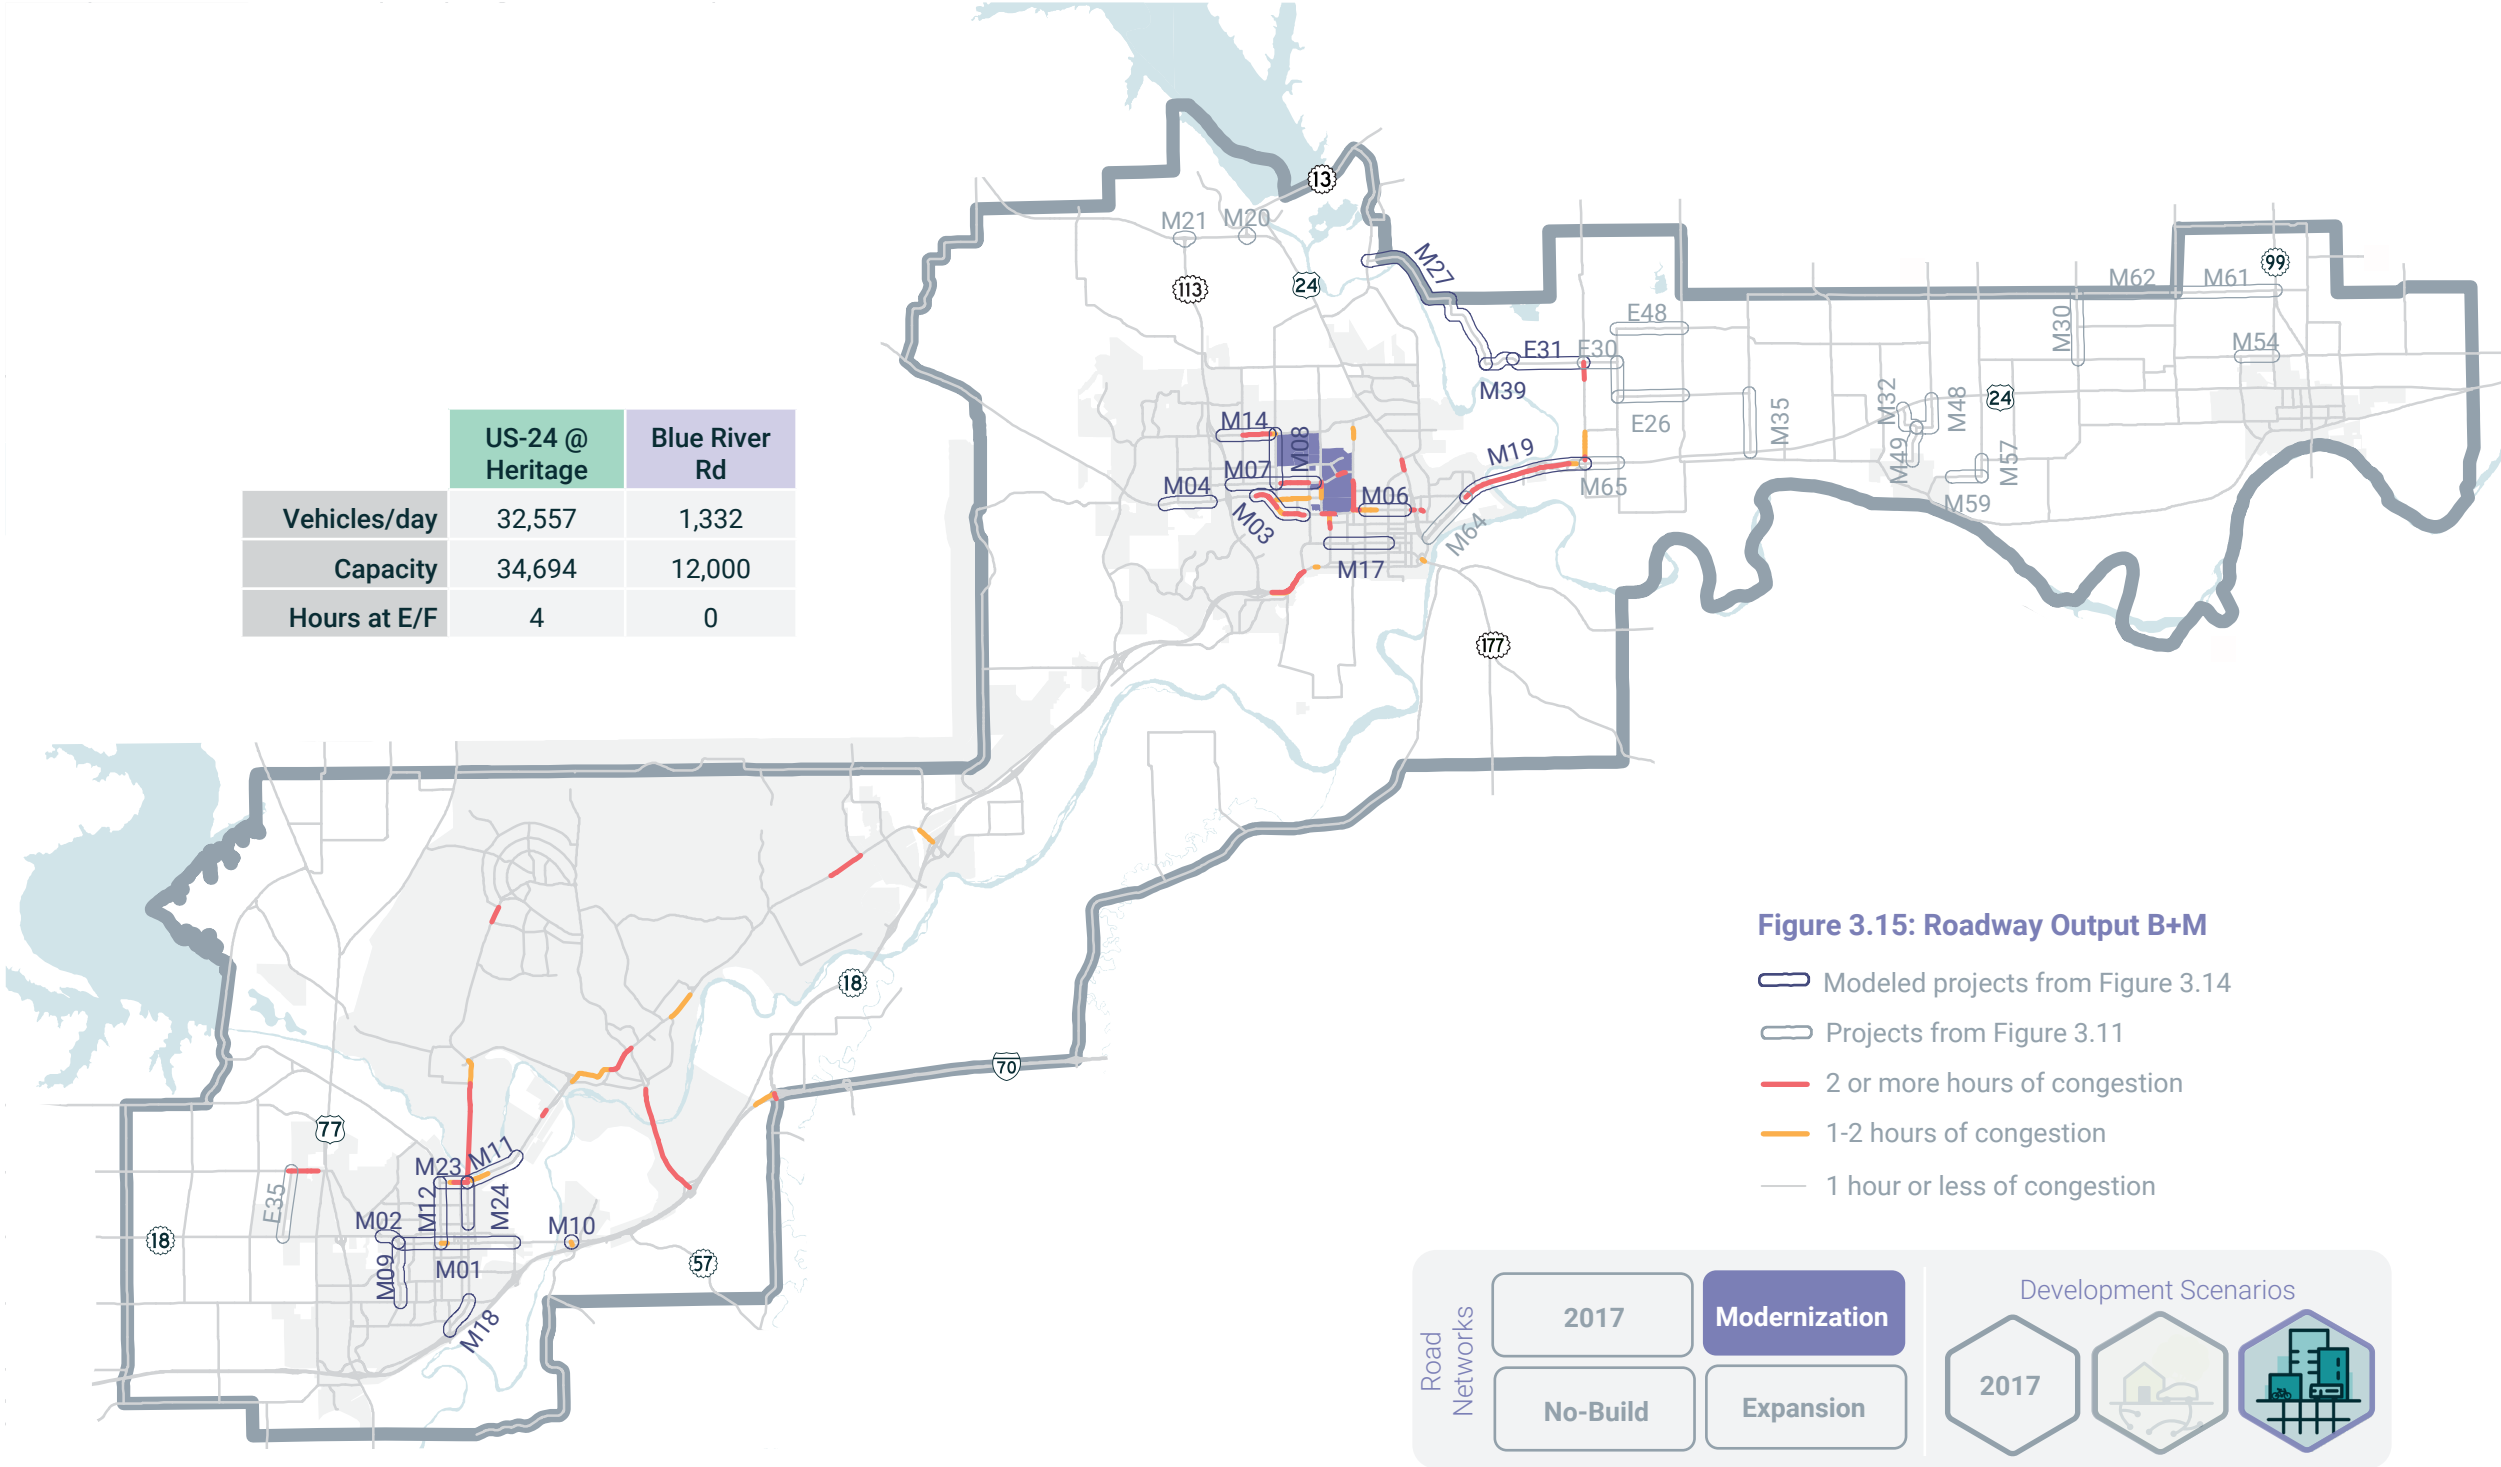 13
M21
M20
M27
113
24
99
M62
M61
E48
M30
E31
E30
M54
M39
M14
M08
M32
M48
24
E26
M35
M19
M07
M04
M49
M57
M06
M65
M59
M03
M64
M17
177
US-24 @
Heritage
Blue River
Rd
Vehicles/day
32,557
1,332
Capacity
34,694
12,000
Hours at E/F
4
0
18
70
77
M11
M23
M12
M24
E35
M02
M10
18
M09
M01
57
M18
Figure 3.15: Roadway Output B+M
Modeled projects from Figure 3.14
Projects from Figure 3.11
2 or more hours of congestion
1-2 hours of congestion
1 hour or less of congestion
Road
Networks
2017
Modernization
No-Build
Expansion
Development Scenarios
2017